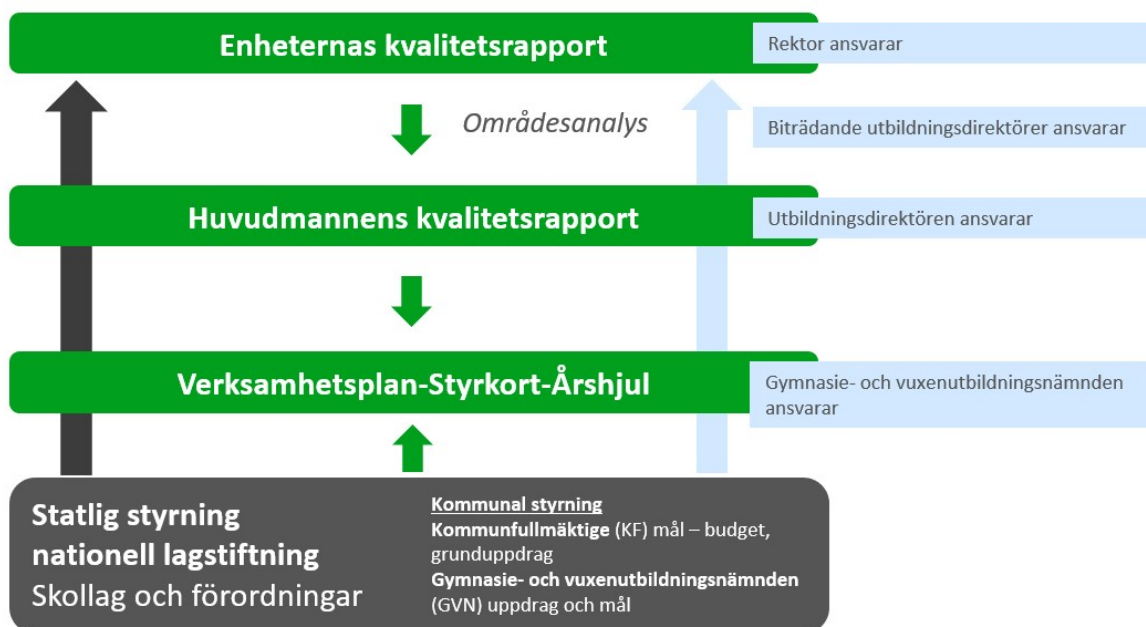 Enheternas kvalitetsrapport
Rektor ansvarar
Områdesanalys
Biträdande utbildningsdirektörer ansvarar
Huvudmannens kvalitetsrapport
Utbildningsdirektören ansvarar
Verksamhetsplan-Styrkort-Årshjul
Gymnasie- och vuxenutbildningsnämnden
ansvarar
Statlig styrning
nationell lagstiftning
Skollag och förordningar
Kommunal styrning
Kommunfullmäktige (KF) mål – budget,
grunduppdrag
Gymnasie- och vuxenutbildningsnämnden
(GVN) uppdrag och mål